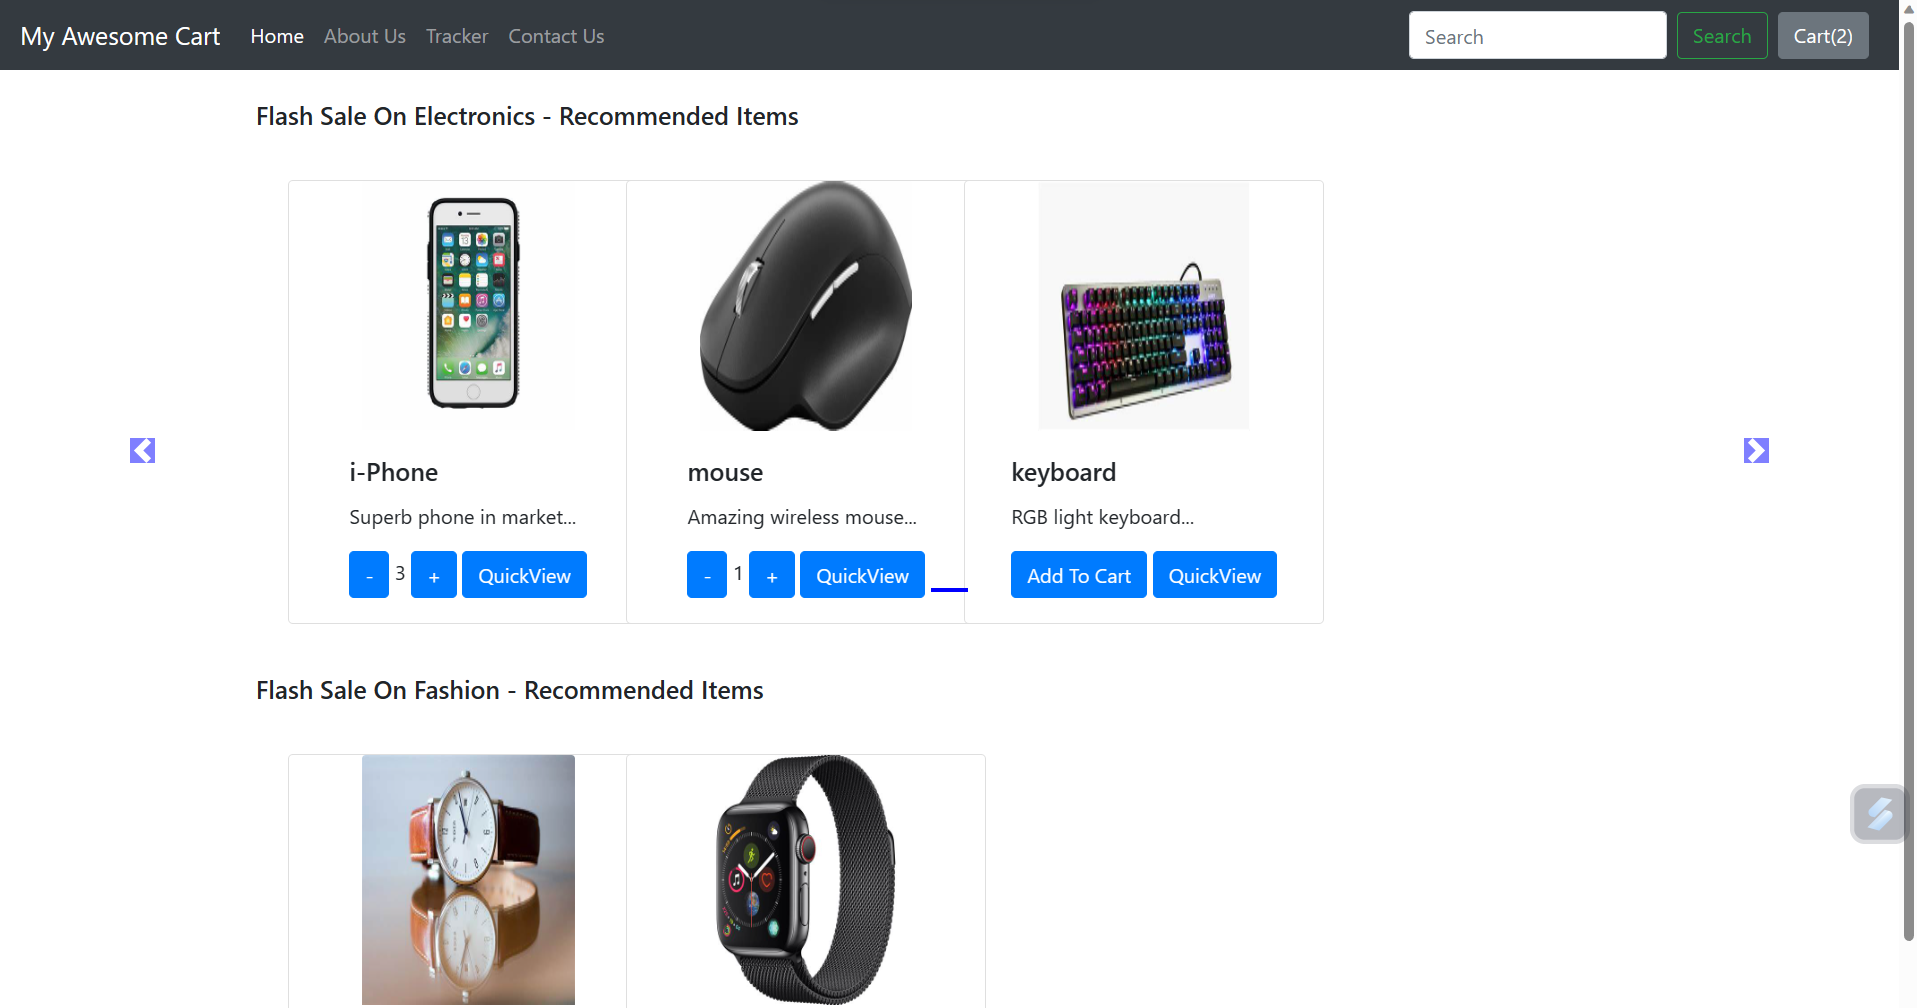 My Awesome Cart Home About Us Tracker Contact Us Search Search Cart(2)
Flash Sale On Electronics - Recommended Items
i-Phone mouse keyboard
Superb phone in market... Amazing wireless mouse... RGB light keyboard...
- 3 + QuickView - 1 + QuickView Add To Cart QuickView
Flash Sale On Fashion - Recommended Items